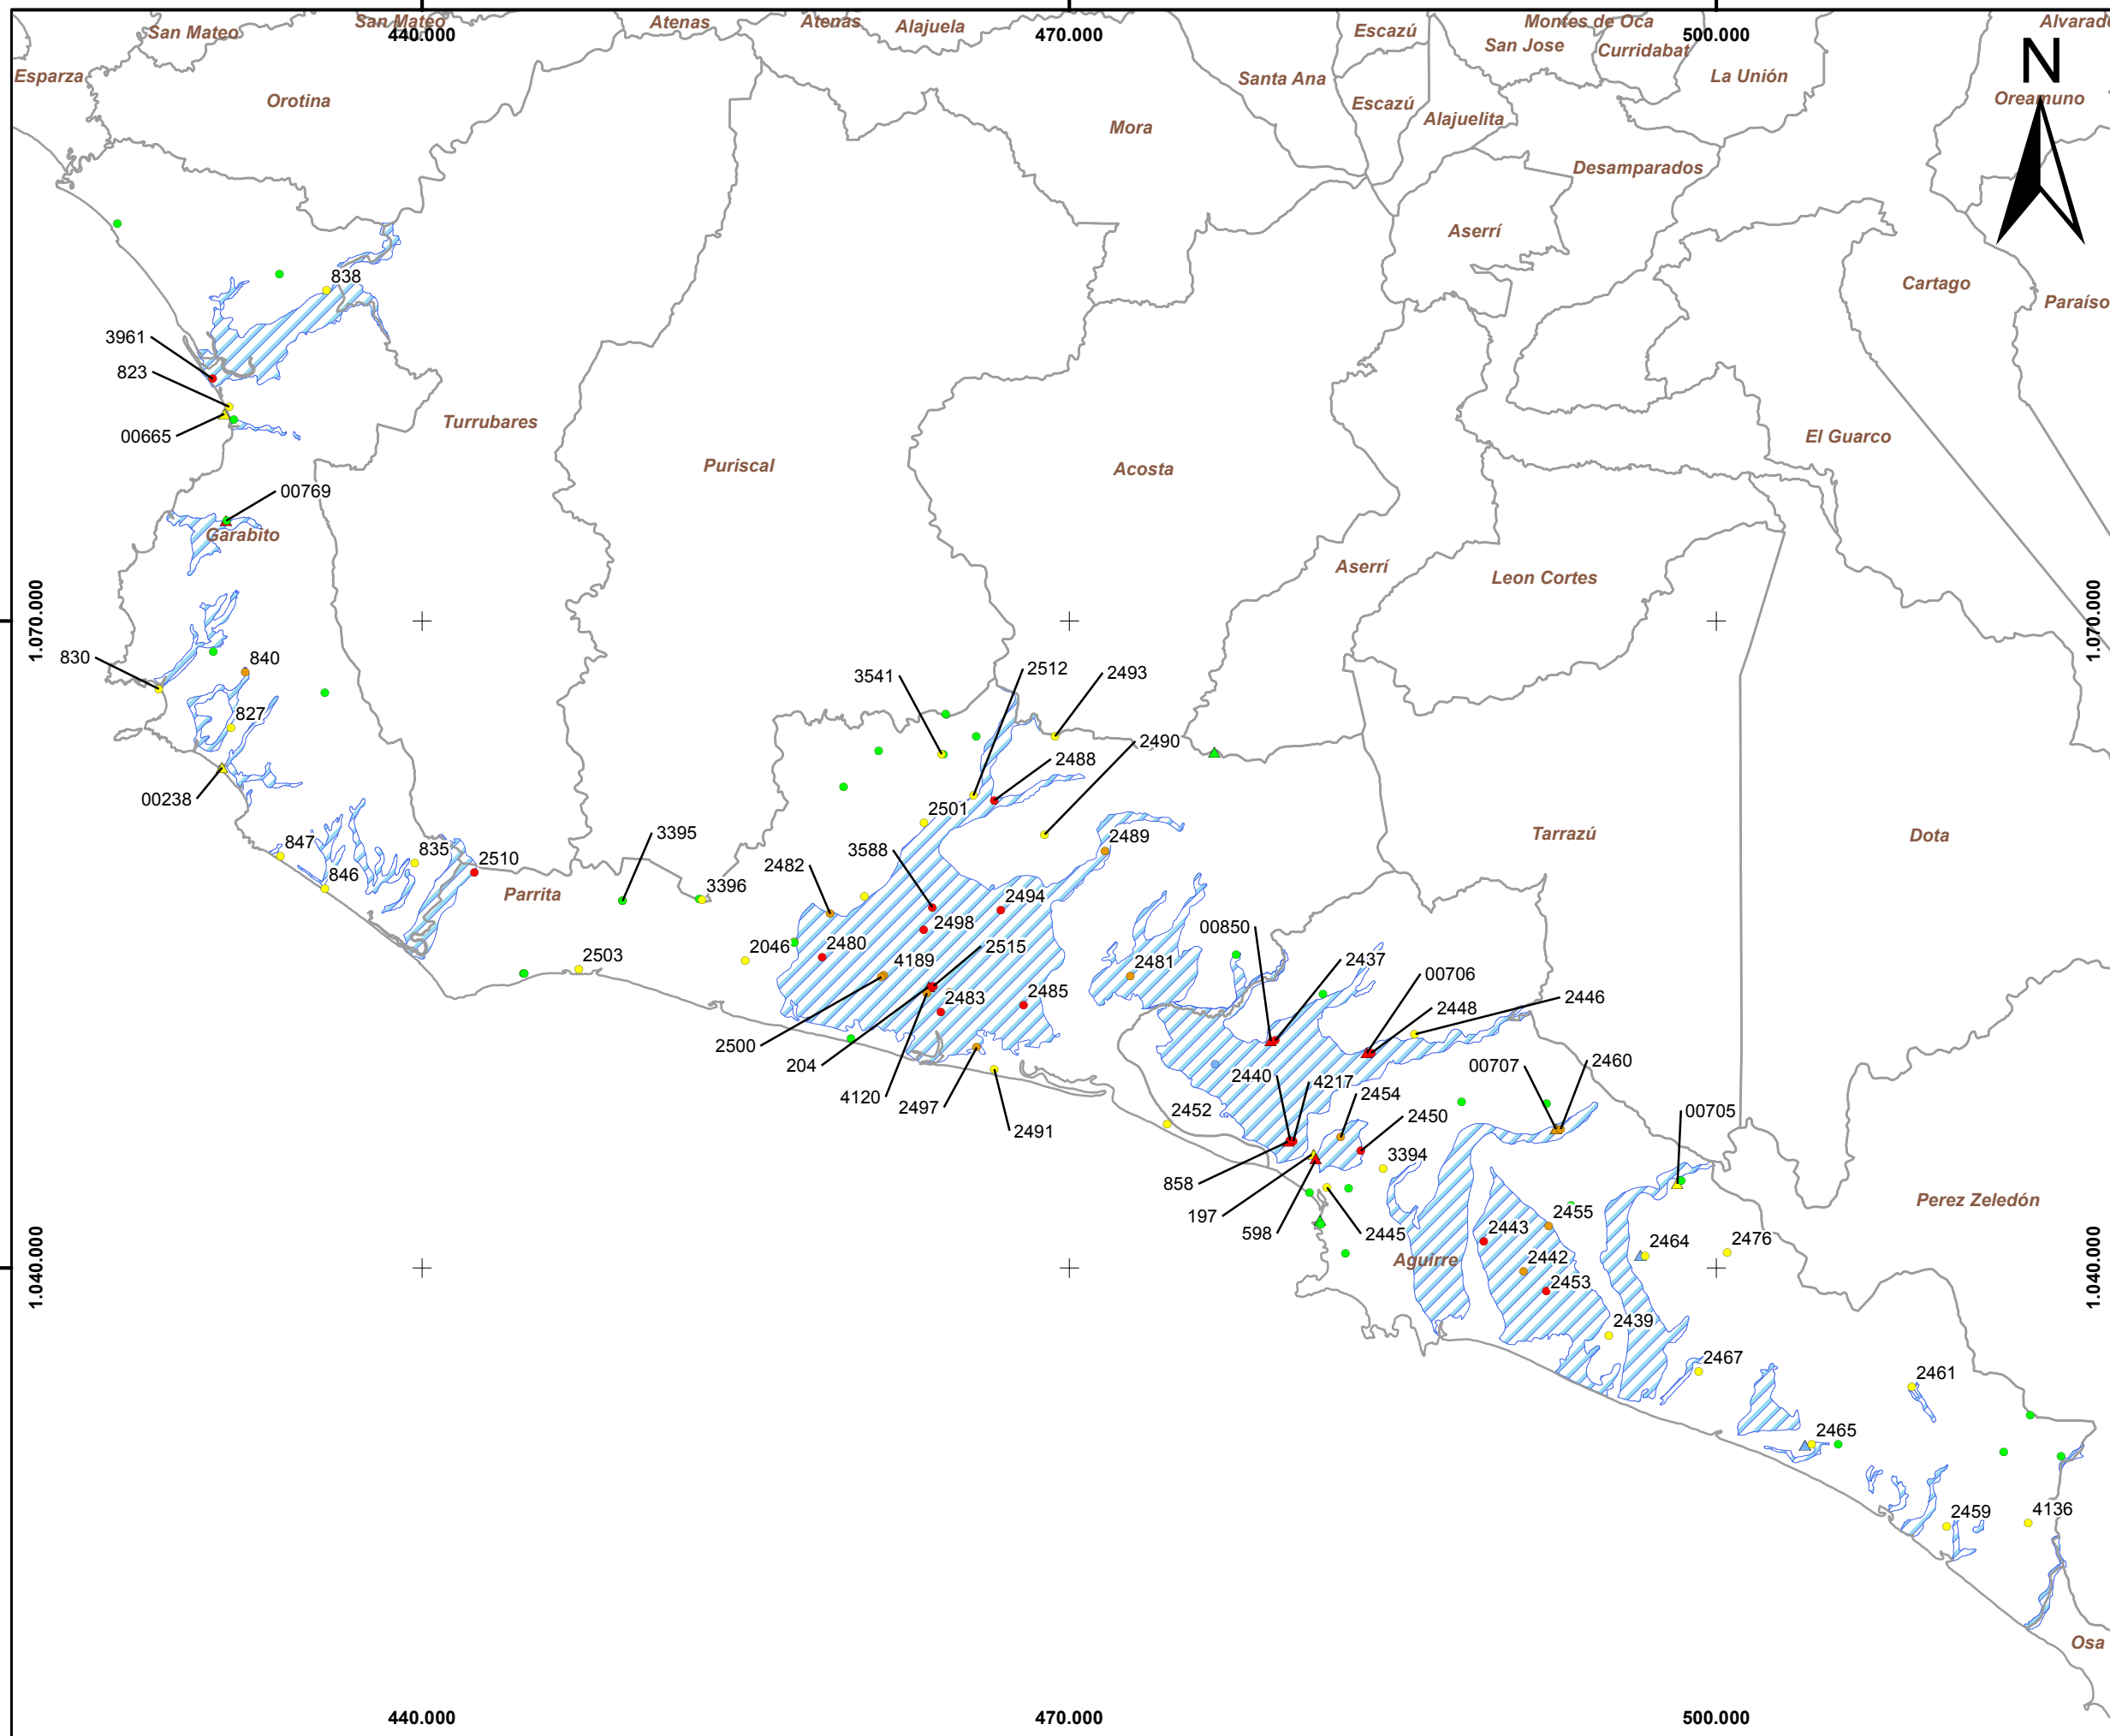 San Mateo
San Mateo
Atenas
Atenas
Alajuela
Escazú
Montes de Oca
San Jose
Curridabat
440.000
470.000
500.000
N
Esparza
Orotina
Mora
Santa Ana
Escazú
Alajuelita
La Unión
Oreamuno
Desamparados
Aserrí
Cartago
Paraíso
838
3961
823
00665
Turrubares
Puriscal
Acosta
El Guarco
00769
Garabito
Aserrí
Leon Cortes
1.070.000
1.070.000
830
840
827
00238
3541
2512
2493
2490
2488
2501
3395
3588
2489
Tarrazú
Dota
847
846
835
2510
Parrita
3396
2482
2494
2498
2046
2480
4189
2515
2503
2483
2485
2481
00850
2437
00706
2448
2446
2500
204
4120
2497
2491
2440
4217
2454
2450
2452
00707
2460
00705
3394
858
197
598
2445
Aguirre
Perez Zeledón
2443
2455
2442
2453
2464
2476
1.040.000
1.040.000
2439
2467
2461
2465
2459
4136
Osa
440.000
470.000
500.000